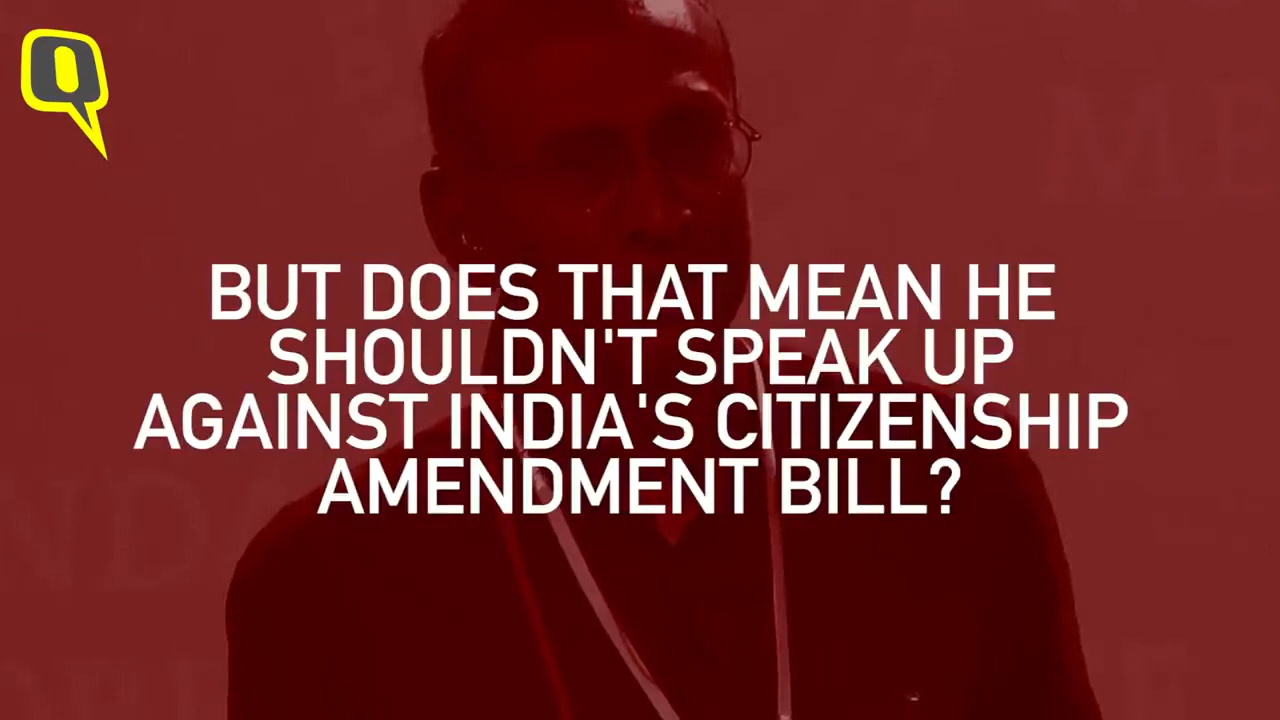 BUT DOES THAT MEAN HE
SHOULDN'T SPEAK UP
AGAINST INDIA'S CITIZENSHIP
AMENDMENT BILL?